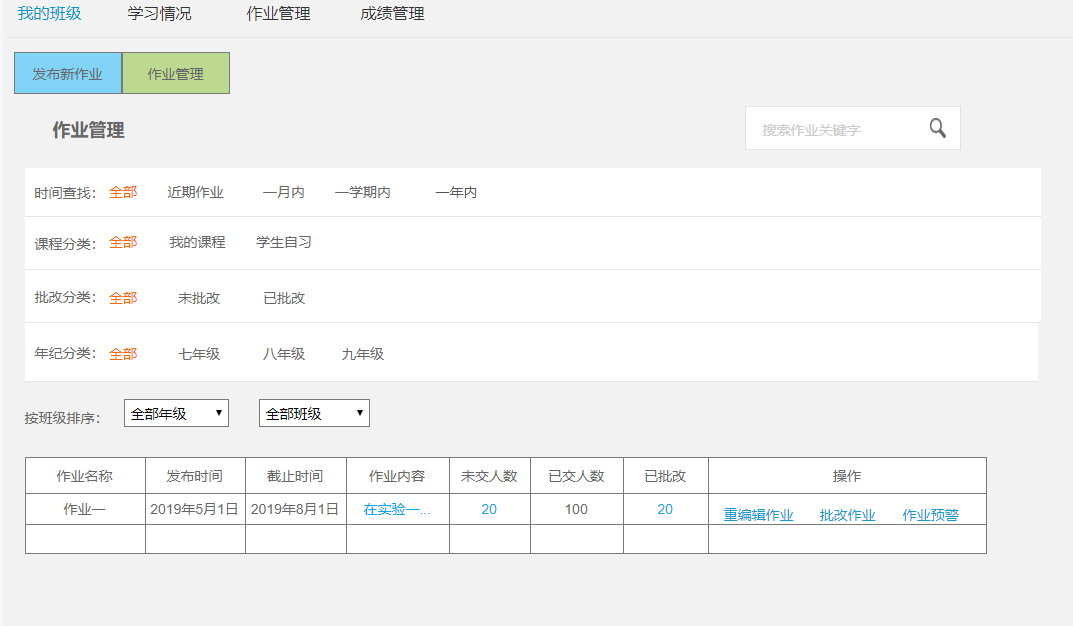 我的班级 学习情况 作业管理 成绩管理
发布新作业 作业管理
作业管理 搜索作业关键字
时间查找： 全部 近期作业 一月内 一学期内 一年内
课程分类： 全部 我的课程 学生自习
批改分类： 全部 未批改 已批改
年纪分类： 全部 七年级 八年级 九年级
按班级排序： 全部年级 全部班级
作业名称 发布时间 截止时间 作业内容 未交人数 已交人数 已批改 操作
作业一 2019年5月1日 2019年8月1日 在实验一... 20 100 20 重编辑作业 批改作业 作业预警